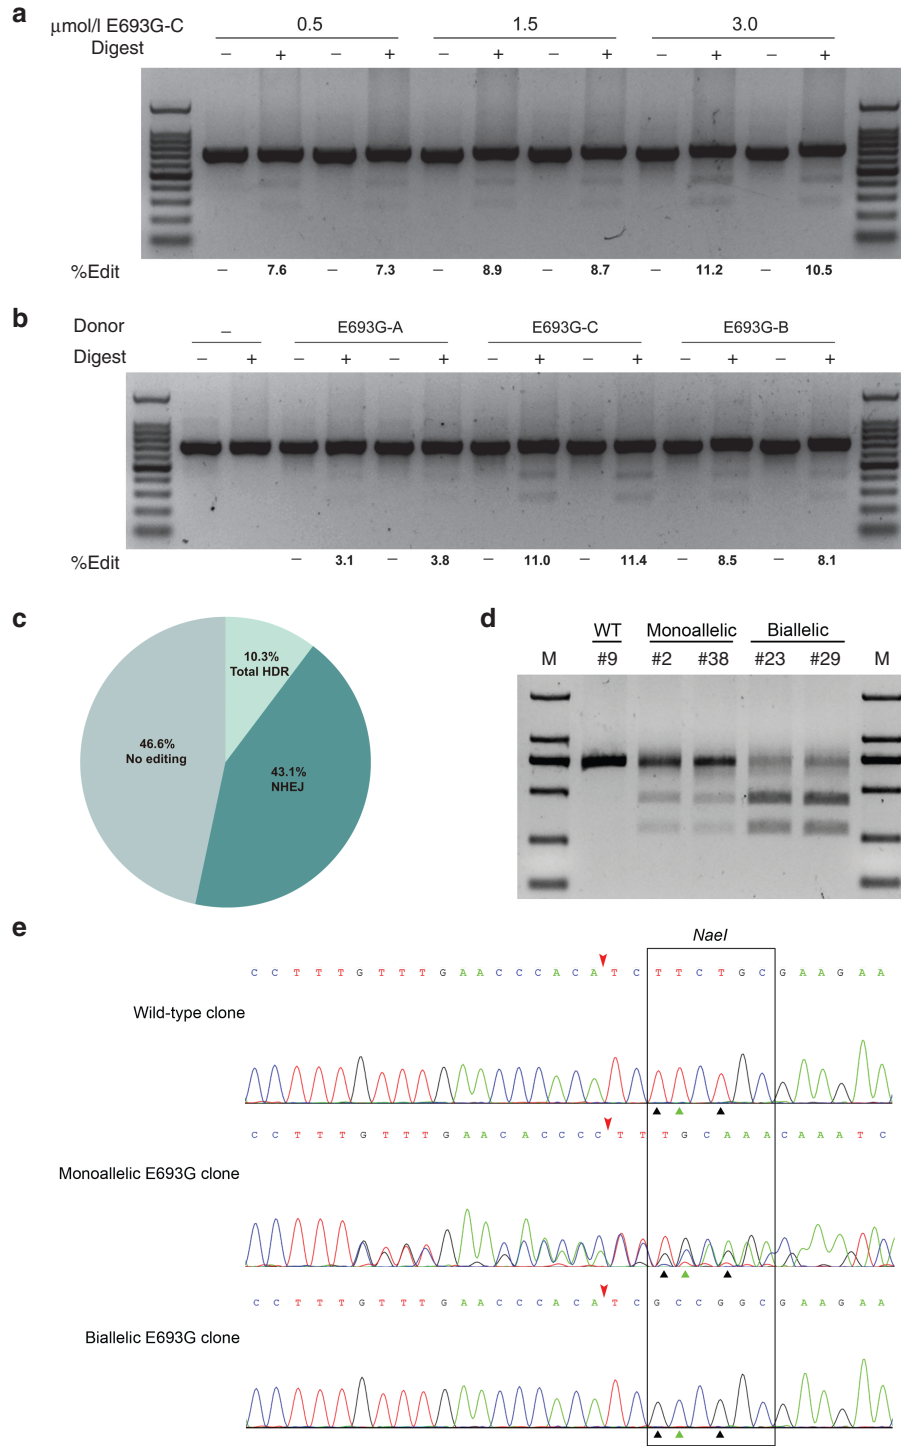 a
μmol/l E693G-C 0.5 1.5 3.0
Digest – + – + – + – + – + – +
%Edit – 7.6 – 7.3 – 8.9 – 8.7 – 11.2 – 10.5
b
Donor – E693G-A E693G-C E693G-B
Digest – + – + – + – + – + – + – +
%Edit – 3.1 – 3.8 – 11.0 – 11.4 – 8.5 – 8.1
c
10.3%
Total HDR
46.6%
No editing
43.1%
NHEJ
d
WT Monoallelic Biallelic
M #9 #2 #38 #23 #29 M
e
NaeI
C C T T T G T T T G A A C C C A C A T C T T C T G C G A A G A A
Wild-type clone
C C T T T G T T T G A A C A C C C C T T T G C A A A C A A A T C
Monoallelic E693G clone
C C T T T G T T T G A A C C C A C A T C G C C G G C G A A G A A
Biallelic E693G clone